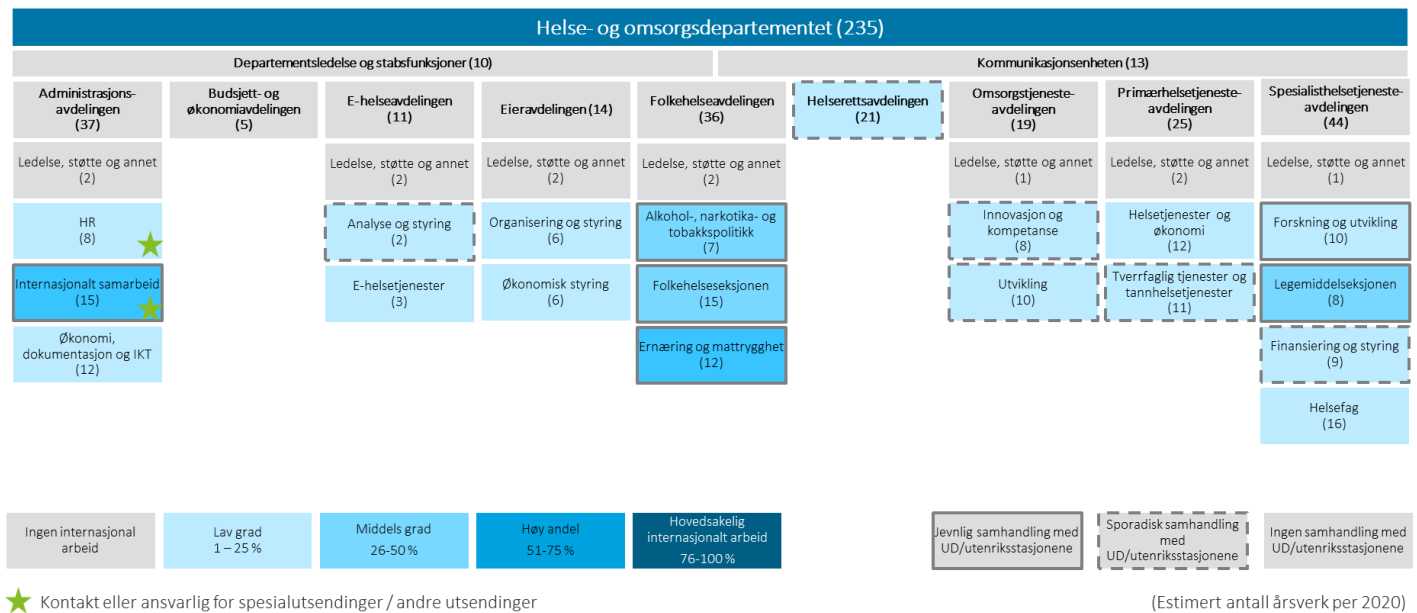 Helse- og omsorgsdepartementet (235)
Departementsledelse og stabsfunksjoner (10)
Kommunikasjonsenheten (13)
Administrasjons-
avdelingen
(37)
Budsjett- og
økonomiavdelingen
(5)
E-helseavdelingen
(11)
Eieravdelingen (14)
Folkehelseavdelingen
(36)
Helserettsavdelingen
(21)
Omsorgstjeneste-
avdelingen
(19)
Primærhelsetjeneste-
avdelingen
(25)
Spesialisthelsetjeneste-
avdelingen
(44)
Ledelse, støtte og annet
(2)
Ledelse, støtte og annet
(2)
Ledelse, støtte og annet
(2)
Ledelse, støtte og annet
(2)
Ledelse, støtte og annet
(1)
Ledelse, støtte og annet
(2)
Ledelse, støtte og annet
(1)
HR
(8)
Analyse og styring
(2)
Organisering og styring
(6)
Alkohol-, narkotika- og
tobakkspolitikk
(7)
Innovasjon og
kompetanse
(8)
Helsetjenester og
økonomi
(12)
Forskning og utvikling
(10)
Internasjonalt samarbeid
(15)
E-helsetjenester
(3)
Økonomisk styring
(6)
Folkehelseseksjonen
(15)
Utvikling
(10)
Tverrfaglig tjenester og
tannhelsetjenester
(11)
Legemiddelseksjonen
(8)
Økonomi,
dokumentasjon og IKT
(12)
Ernæring og mattrygghet
(12)
Finansiering og styring
(9)
Helsefag
(16)
Ingen internasjonal
arbeid
Lav grad
1 – 25 %
Middels grad
26-50 %
Høy andel
51-75 %
Hovedsakelig
internasjonalt arbeid
76-100 %
Jevnlig samhandling med
UD/utenriksstasjonene
Sporadisk samhandling
med
UD/utenriksstasjonene
Ingen samhandling med
UD/utenriksstasjonene
Kontakt eller ansvarlig for spesialutsendinger / andre utsendinger
(Estimert antall årsverk per 2020)